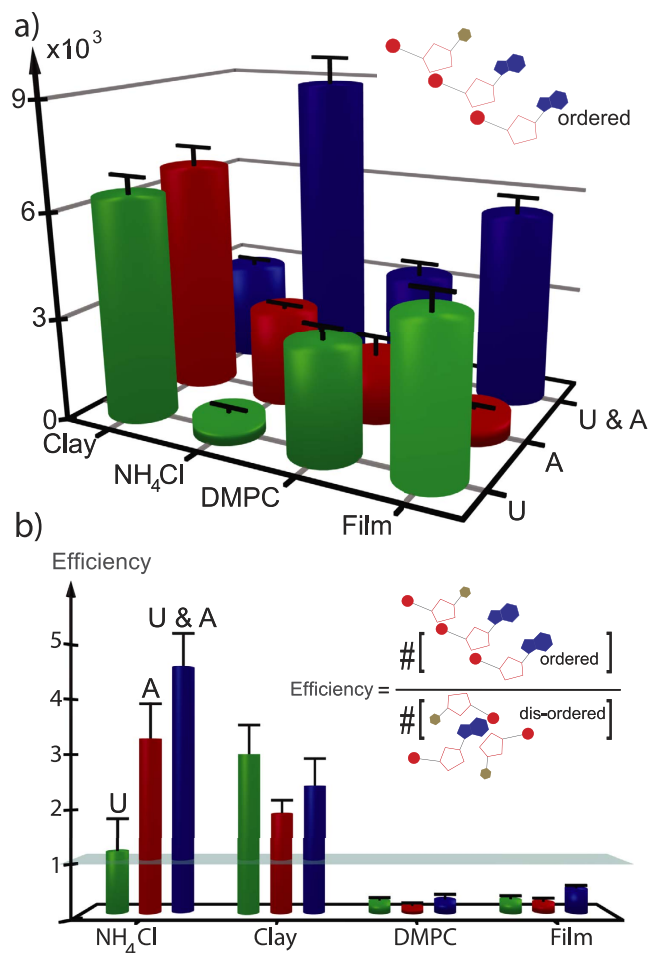 a)
x10³
9
6
3
0
ordered
Clay
NH₄Cl
DMPC
Film
U & A
A
U
b)
Efficiency
5
4
3
2
1
U
A
U & A
Efficiency =
#[ ordered ]
#[ dis-ordered ]
NH₄Cl
Clay
DMPC
Film